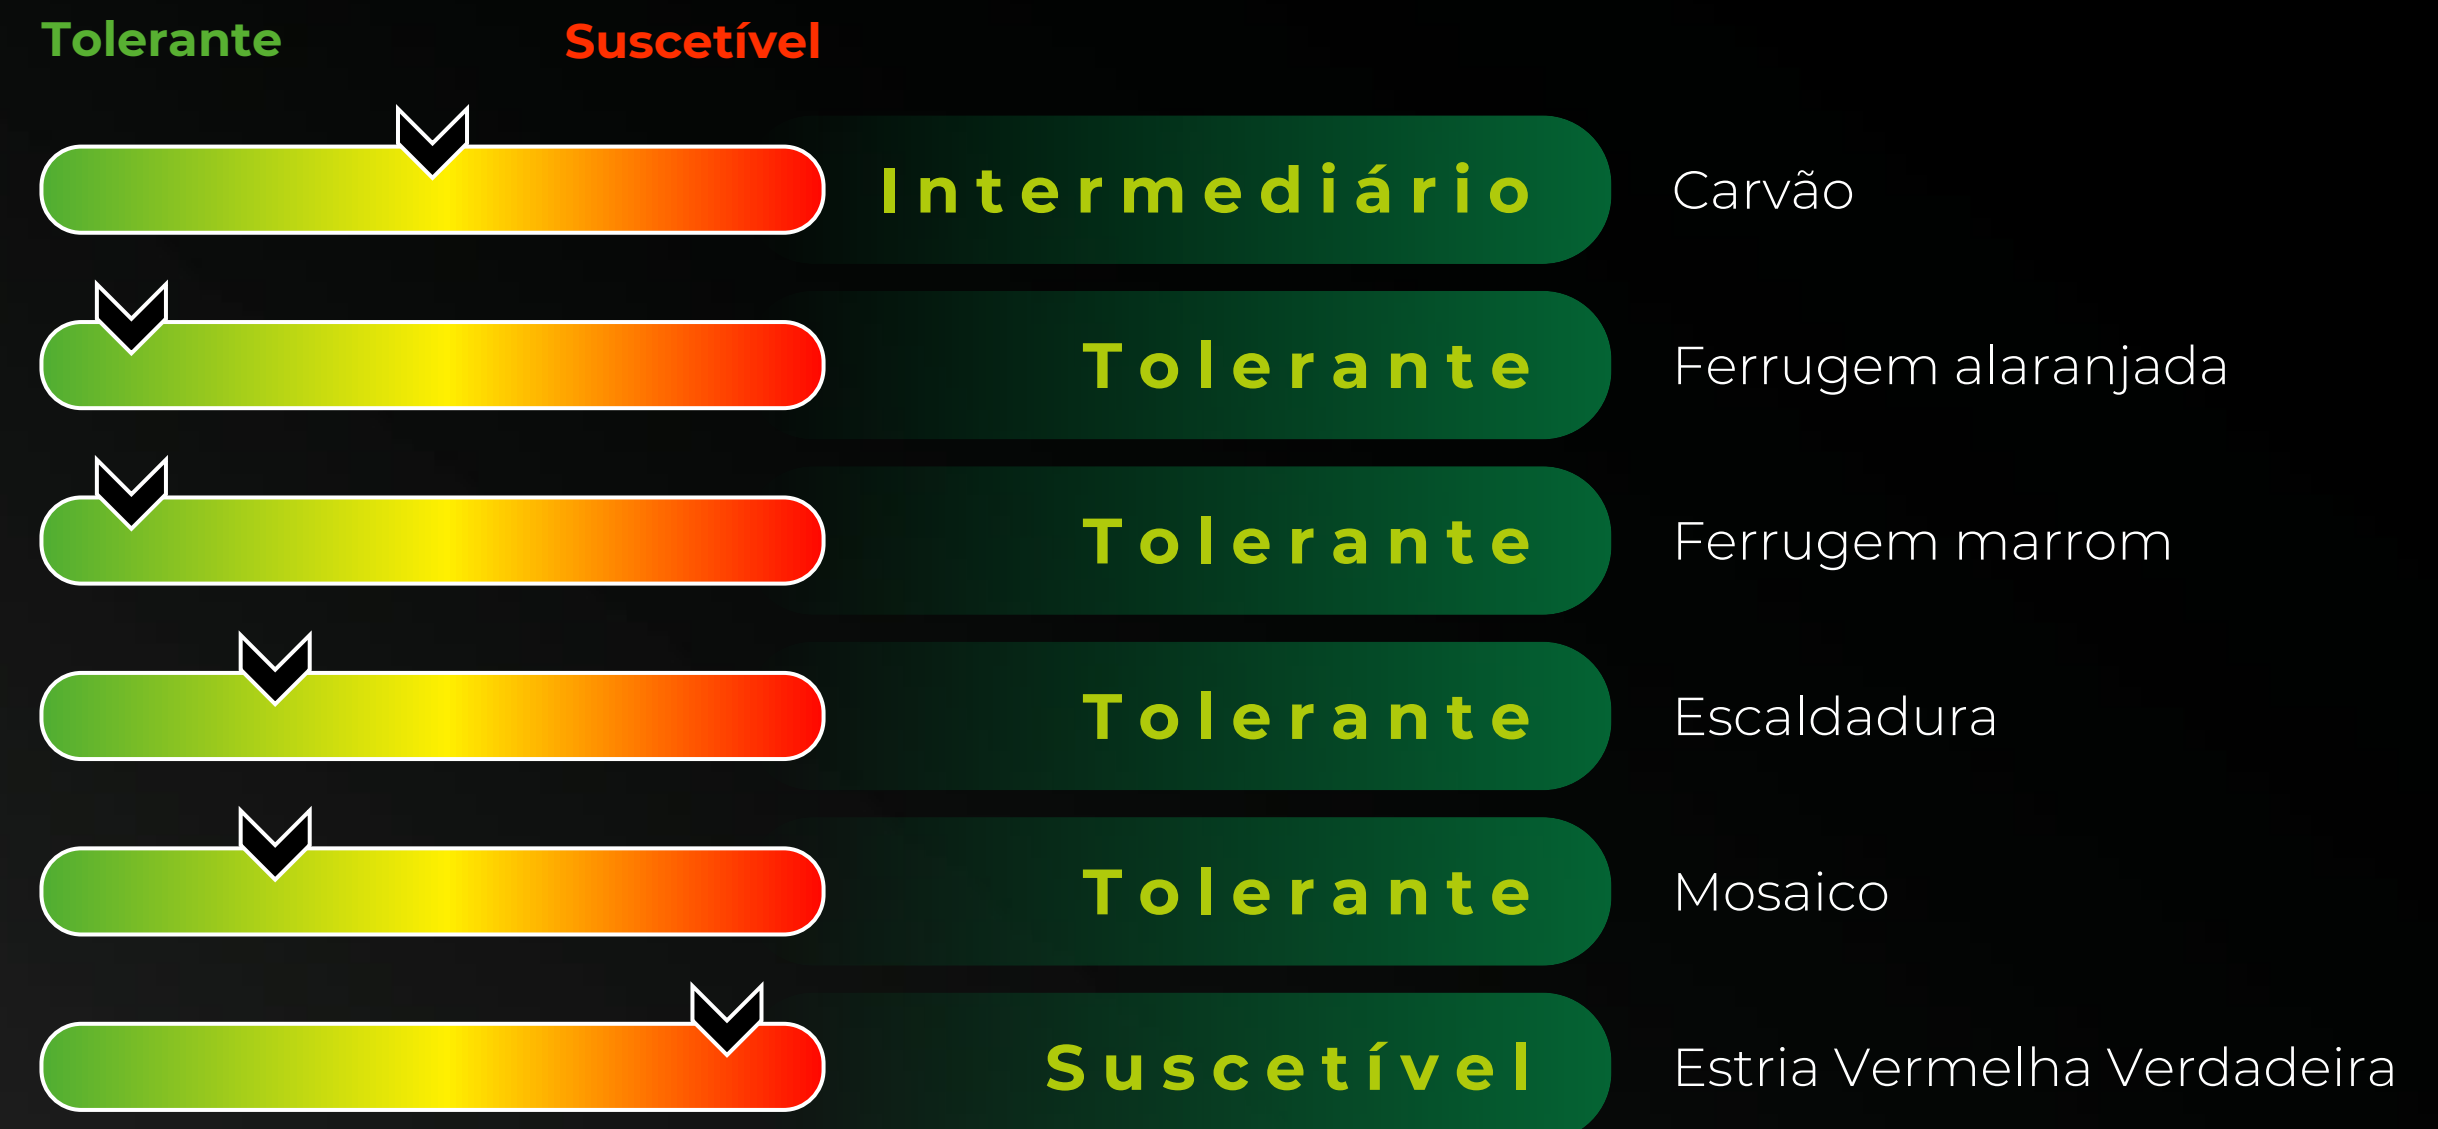 Tolerante Suscetível
Intermediário Carvão
Tolerante Ferrugem alaranjada
Tolerante Ferrugem marrom
Tolerante Escaldadura
Tolerante Mosaico
Suscetível Estria Vermelha Verdadeira